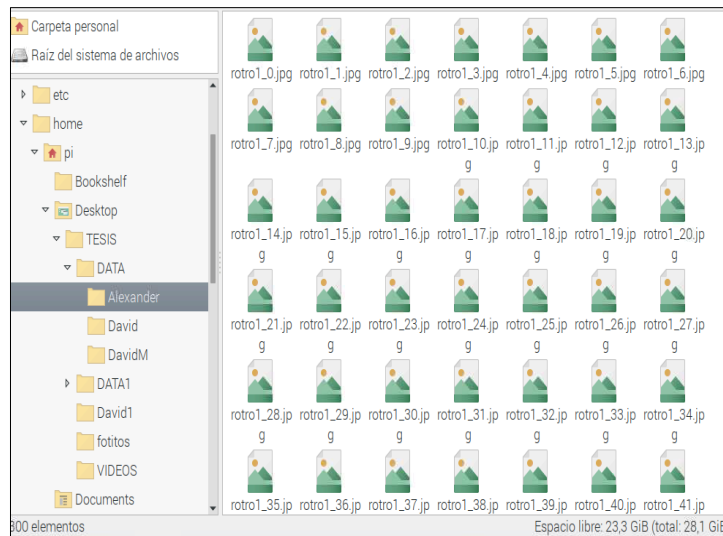 Carpeta personal
Raíz del sistema de archivos
etc
home
pi
Bookshelf
Desktop
TESIS
DATA
Alexander
David
DavidM
DATA1
David1
fotitos
VIDEOS
Documents
rotro1_0.jpg rotro1_1.jpg rotro1_2.jpg rotro1_3.jpg rotro1_4.jpg rotro1_5.jpg rotro1_6.jpg
rotro1_7.jpg rotro1_8.jpg rotro1_9.jpg rotro1_10.jp rotro1_11.jp rotro1_12.jp rotro1_13.jp
g g g g
rotro1_14.jp rotro1_15.jp rotro1_16.jp rotro1_17.jp rotro1_18.jp rotro1_19.jp rotro1_20.jp
g g g g g g g
rotro1_21.jp rotro1_22.jp rotro1_23.jp rotro1_24.jp rotro1_25.jp rotro1_26.jp rotro1_27.jp
g g g g g g g
rotro1_28.jp rotro1_29.jp rotro1_30.jp rotro1_31.jp rotro1_32.jp rotro1_33.jp rotro1_34.jp
g g g g g g g
rotro1_35.jp rotro1_36.jp rotro1_37.jp rotro1_38.jp rotro1_39.jp rotro1_40.jp rotro1_41.jp
300 elementos
Espacio libre: 23,3 GiB (total: 28,1 GiB